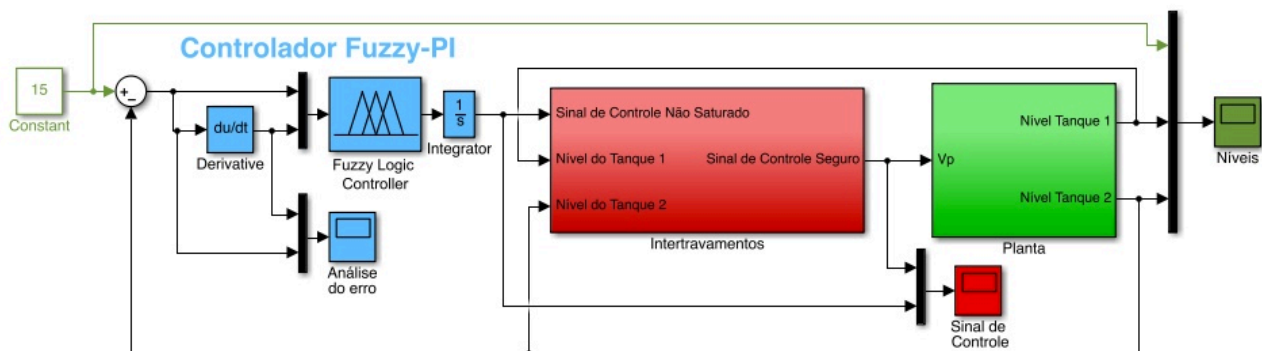 Controlador Fuzzy-PI
15
Constant
+
−
du/dt
Derivative
Fuzzy Logic
Controller
1
s
Integrator
Análise
do erro
Sinal de Controle Não Saturado
Nível do Tanque 1
Nível do Tanque 2
Sinal de Controle Seguro
Intertravamentos
Vp
Nível Tanque 1
Nível Tanque 2
Planta
Níveis
Sinal de
Controle